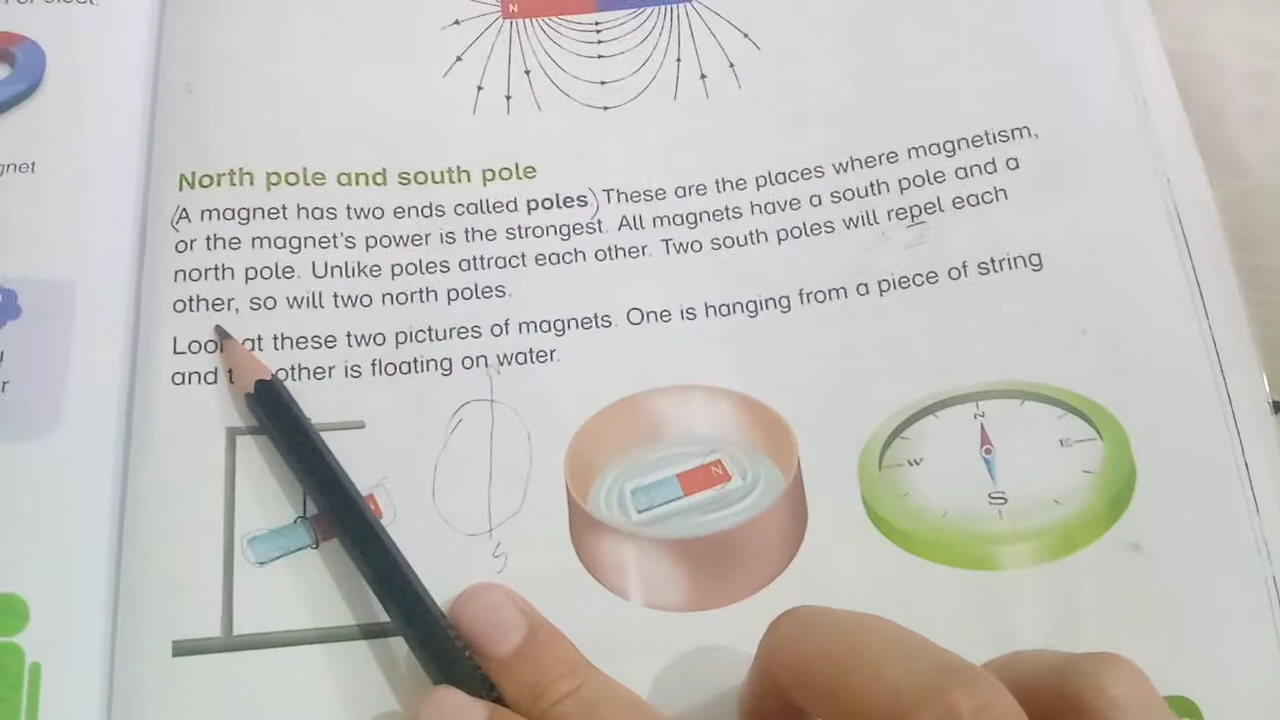 gnet
r
N
North pole and south pole
(A magnet has two ends called poles.) These are the places where magnetism,
or the magnet's power is the strongest. All magnets have a south pole and a
north pole. Unlike poles attract each other. Two south poles will repel each
other, so will two north poles.
Look at these two pictures of magnets. One is hanging from a piece of string
and other is floating on water.
S
N
N
W
E
S